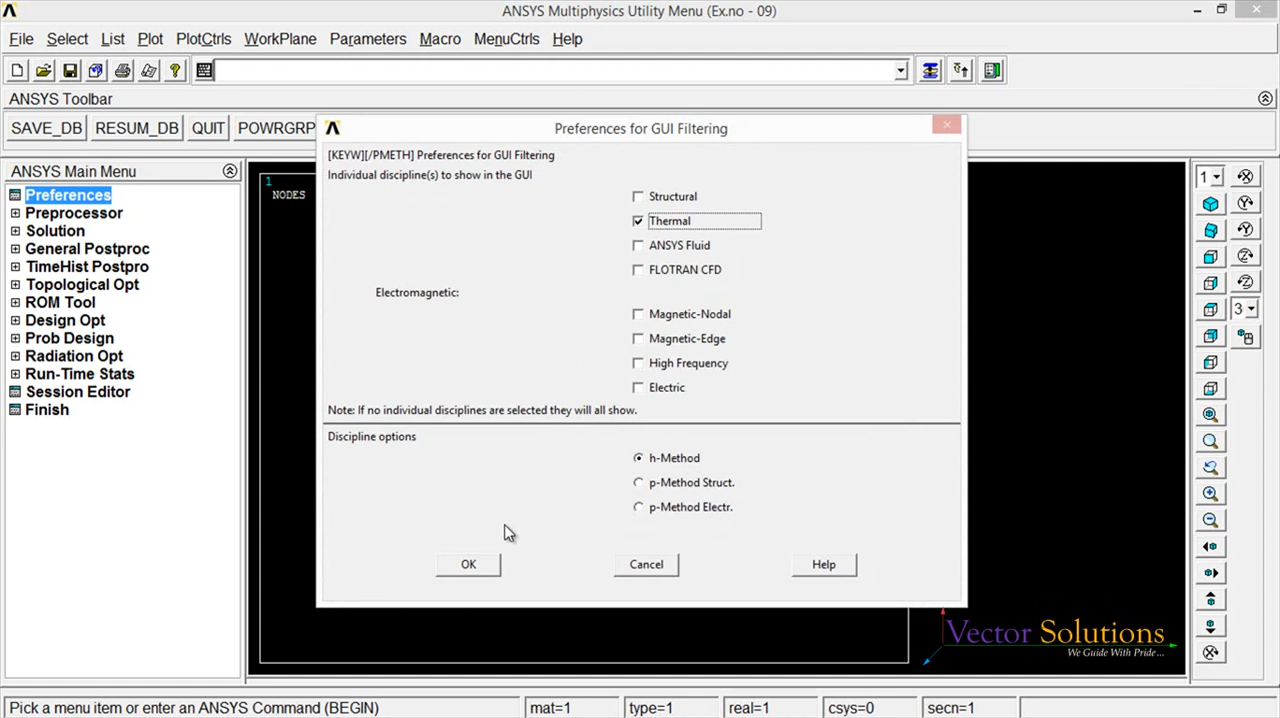 ANSYS Multiphysics Utility Menu (Ex.no - 09)
File Select List Plot PlotCtrls WorkPlane Parameters Macro MenuCtrls Help
ANSYS Toolbar
SAVE_DB RESUM_DB QUIT POWRGRP
Preferences for GUI Filtering
[KEYW][/PMETH] Preferences for GUI Filtering
Individual discipline(s) to show in the GUI
Structural
Thermal
ANSYS Fluid
FLOTRAN CFD
Electromagnetic:
Magnetic-Nodal
Magnetic-Edge
High Frequency
Electric
Note: If no individual disciplines are selected they will all show.
Discipline options
h-Method
p-Method Struct.
p-Method Electr.
OK Cancel Help
ANSYS Main Menu
Preferences
Preprocessor
Solution
General Postproc
TimeHist Postpro
Topological Opt
ROM Tool
Design Opt
Prob Design
Radiation Opt
Run-Time Stats
Session Editor
Finish
1
NODES
1
3
Vector Solutions
We Guide With Pride...
Pick a menu item or enter an ANSYS Command (BEGIN) mat=1 type=1 real=1 csys=0 secn=1